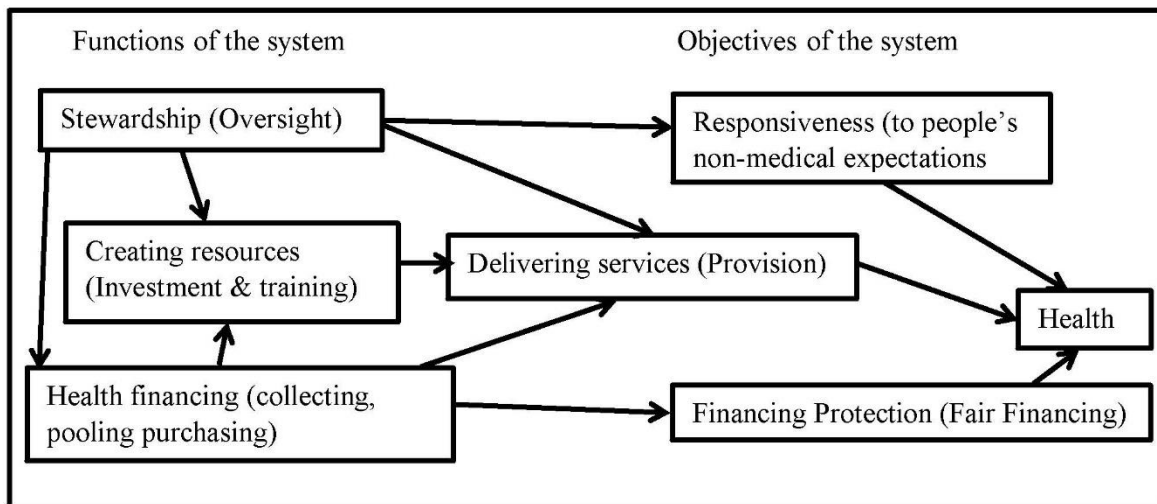 Functions of the system
Objectives of the system
Stewardship (Oversight)
Responsiveness (to people’s
non-medical expectations
Creating resources
(Investment & training)
Delivering services (Provision)
Health
Health financing (collecting,
pooling purchasing)
Financing Protection (Fair Financing)